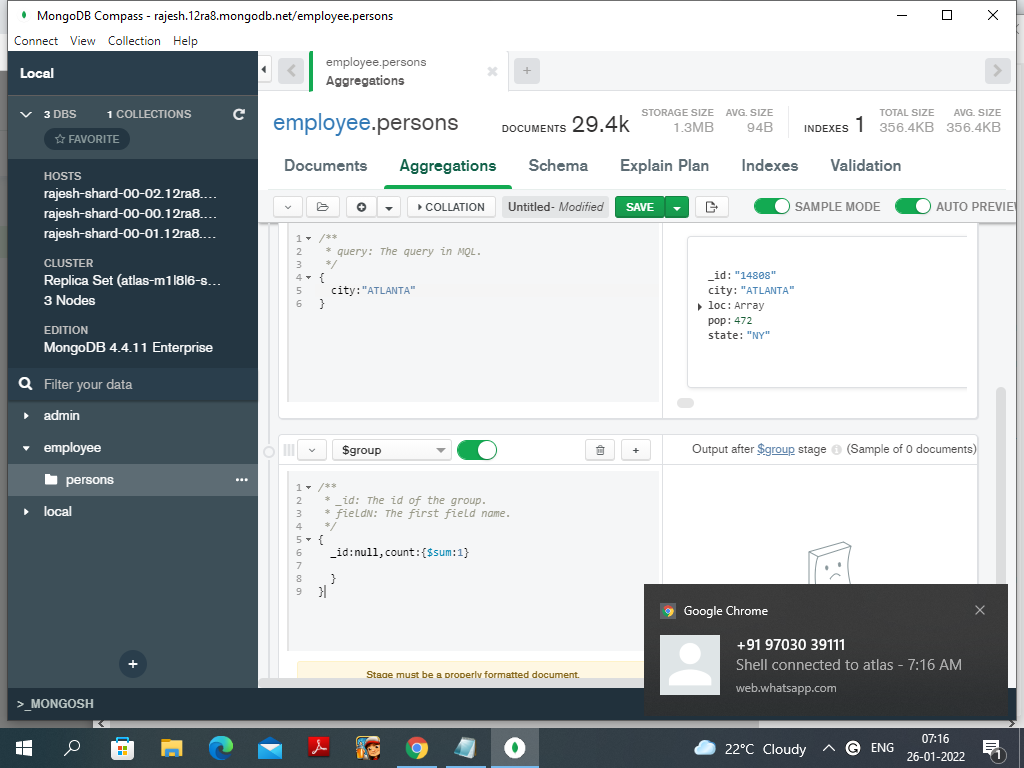 MongoDB Compass - rajesh.12ra8.mongodb.net/employee.persons
Connect View Collection Help
Local
3 DBS 1 COLLECTIONS
FAVORITE
HOSTS
rajesh-shard-00-02.12ra8....
rajesh-shard-00-00.12ra8....
rajesh-shard-00-01.12ra8....
CLUSTER
Replica Set (atlas-m1l8l6-s...
3 Nodes
EDITION
MongoDB 4.4.11 Enterprise
Filter your data
admin
employee
persons
local
>_MONGOSH
employee.persons
Aggregations
employee.persons
DOCUMENTS 29.4k
STORAGE SIZE
1.3MB
AVG. SIZE
94B
INDEXES 1
TOTAL SIZE
356.4KB
AVG. SIZE
356.4KB
Documents Aggregations Schema Explain Plan Indexes Validation
COLLATION Untitled- Modified SAVE SAMPLE MODE AUTO PREVIE
1 /**
2 * query: The query in MQL.
3 */
4 {
5 city:"ATLANTA"
6 }
_id: "14808"
city: "ATLANTA"
loc: Array
pop: 472
state: "NY"
$group
Output after $group stage (Sample of 0 documents)
1 /**
2 * _id: The id of the group.
3 * fieldN: The first field name.
4 */
5 {
6 _id:null,count:{$sum:1}
7
8 }
9 }
Stage must be a properly formatted document.
Google Chrome
+91 97030 39111
Shell connected to atlas - 7:16 AM
web.whatsapp.com
22°C Cloudy
ENG
07:16
26-01-2022
1